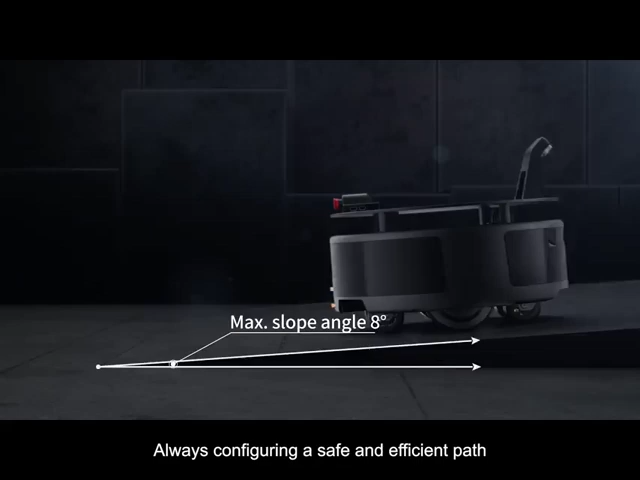 Max. slope angle 8°
Always configuring a safe and efficient path